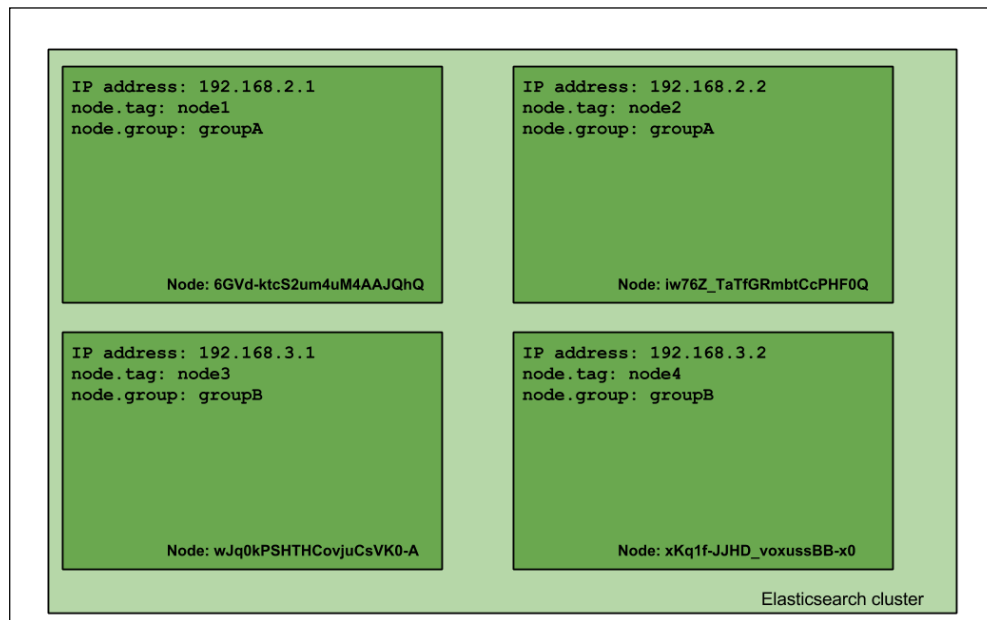 IP address: 192.168.2.1
node.tag: node1
node.group: groupA
Node: 6GVd-ktcS2um4uM4AAJQhQ
IP address: 192.168.2.2
node.tag: node2
node.group: groupA
Node: iw76Z_TaTfGRmbtCcPHF0Q
IP address: 192.168.3.1
node.tag: node3
node.group: groupB
Node: wJq0kPSHTHCovjuCsVK0-A
IP address: 192.168.3.2
node.tag: node4
node.group: groupB
Node: xKq1f-JJHD_voxussBB-x0
Elasticsearch cluster